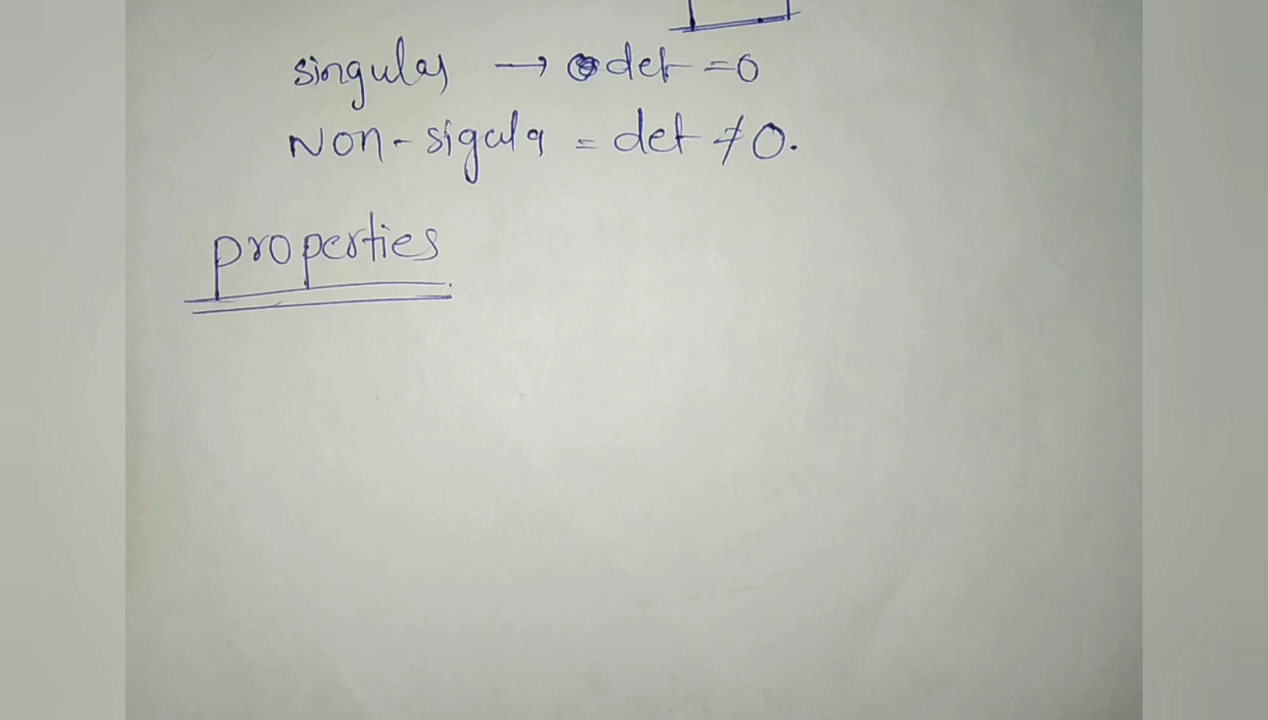 singular → det = 0
Non-sigula = det ≠ 0.
properties